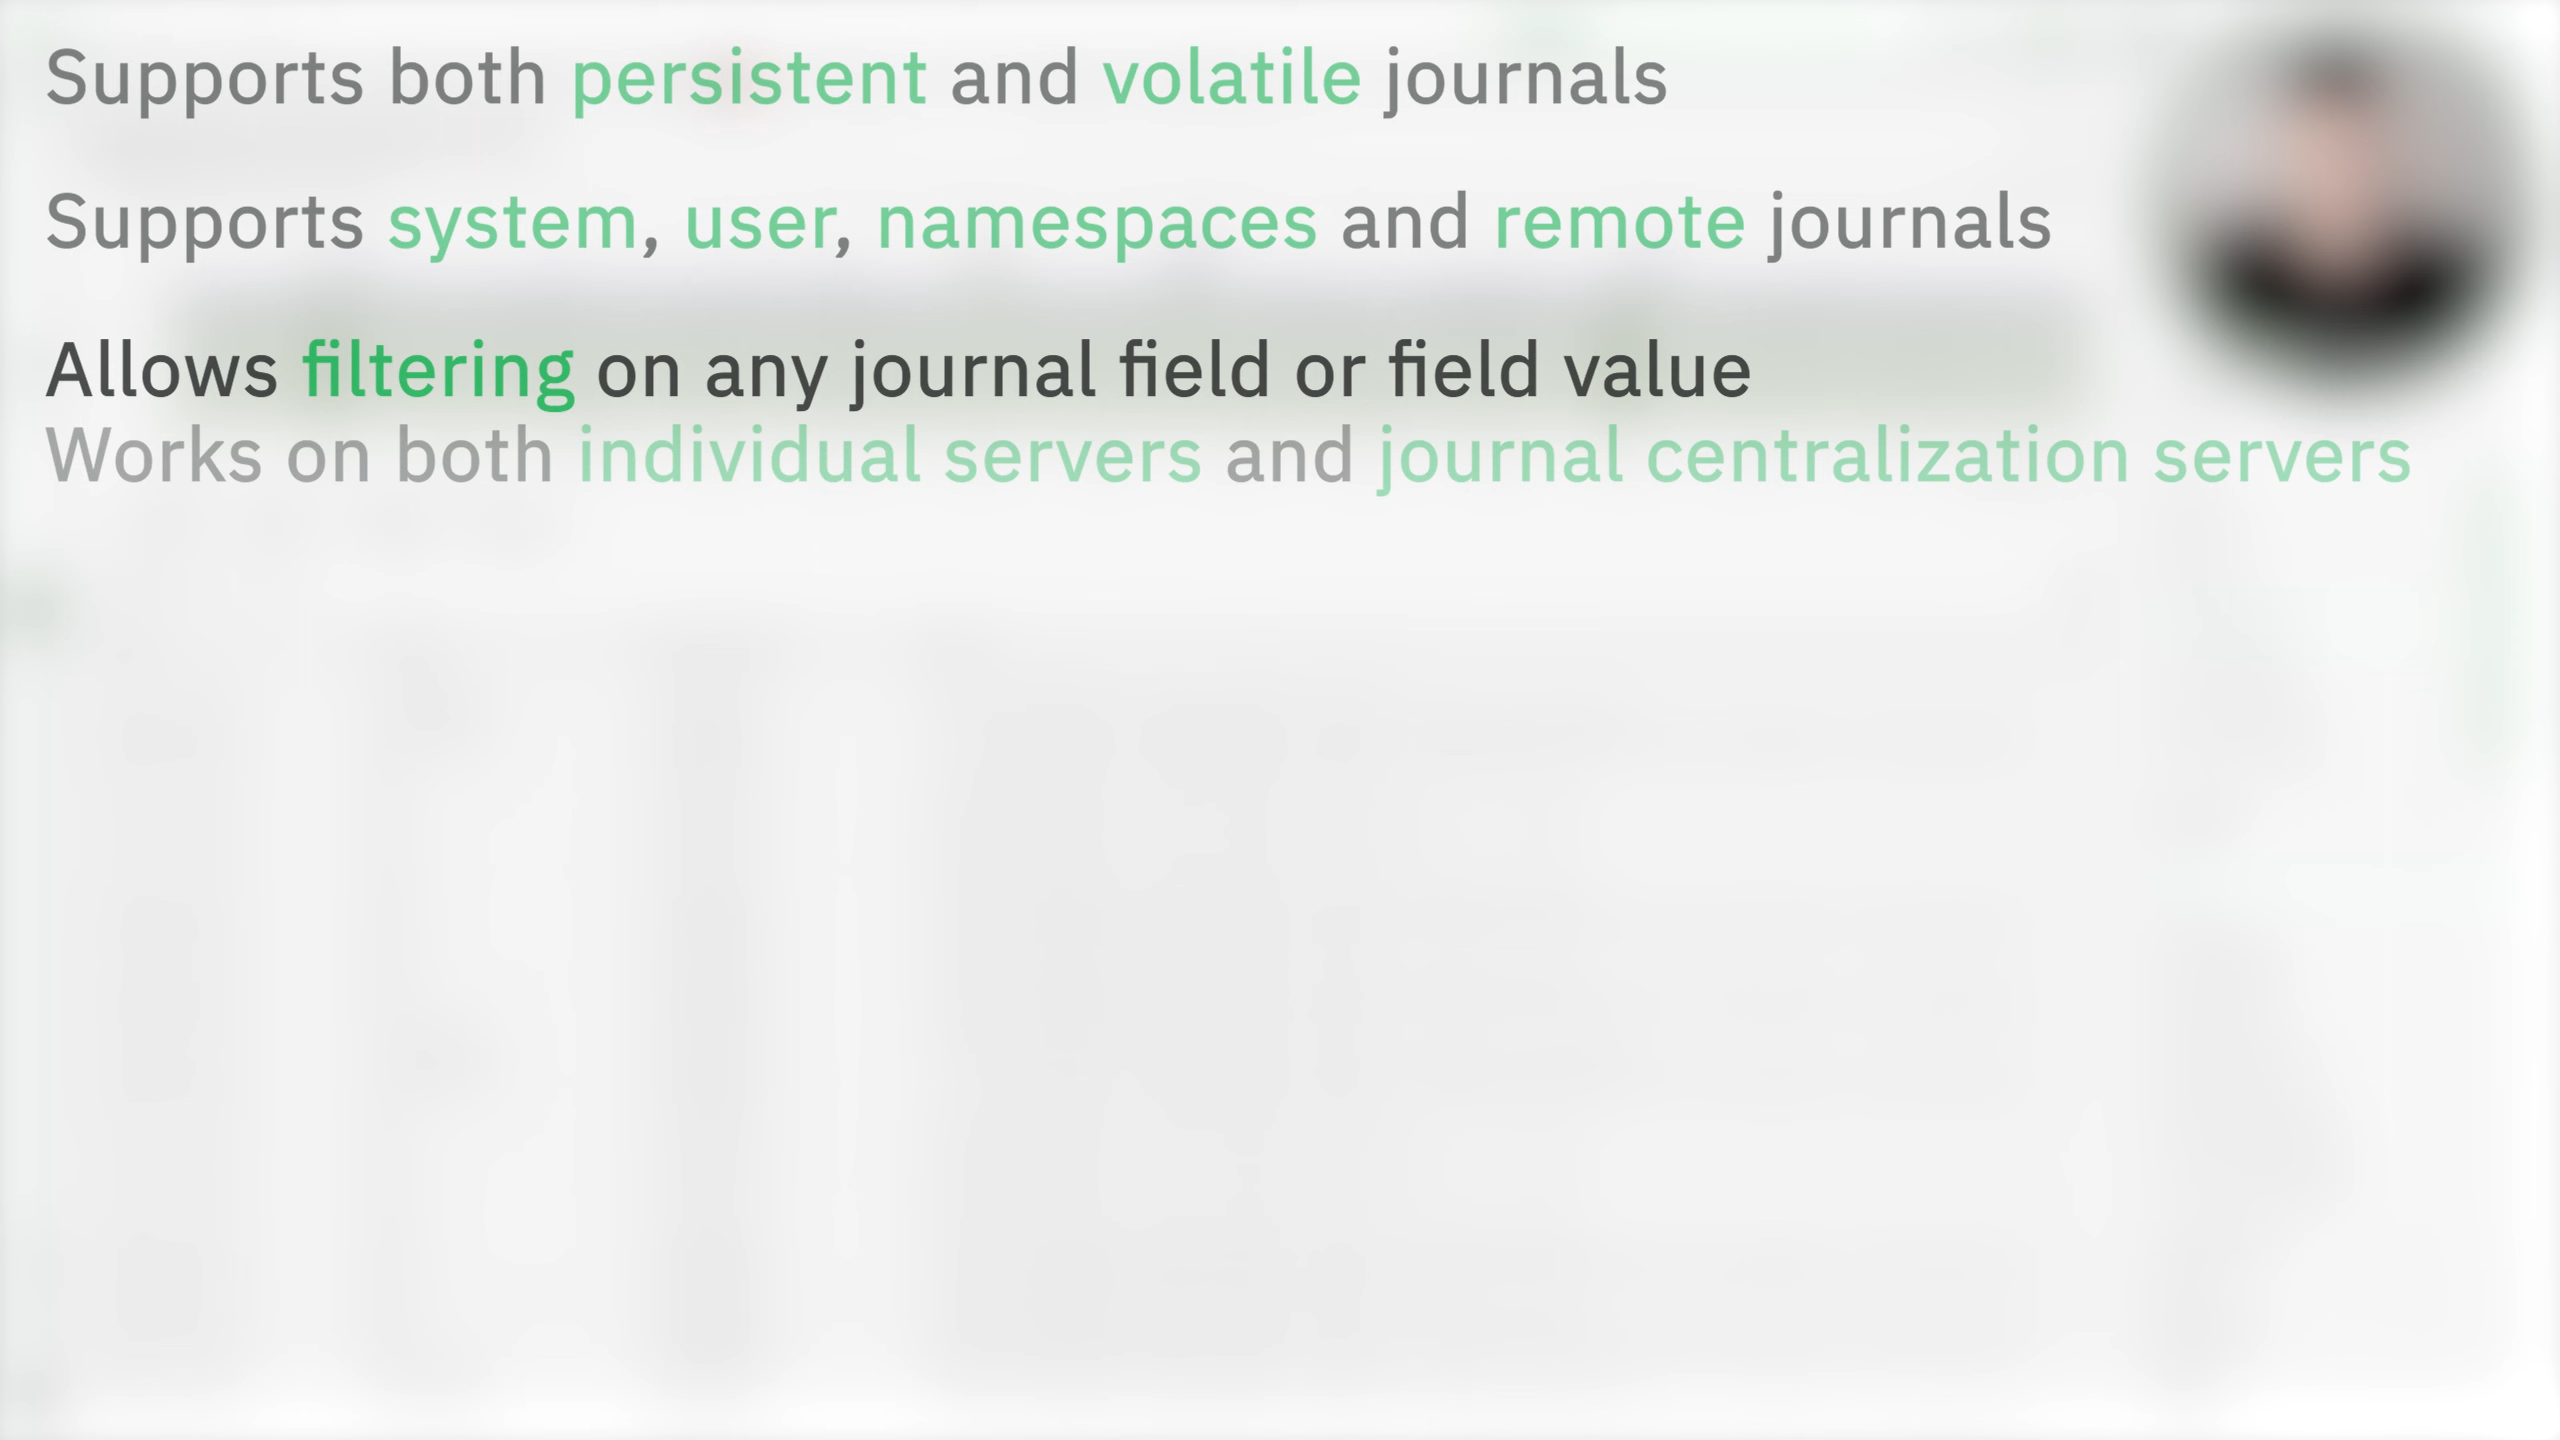 Supports both persistent and volatile journals
Supports system, user, namespaces and remote journals
Allows filtering on any journal field or field value
Works on both individual servers and journal centralization servers